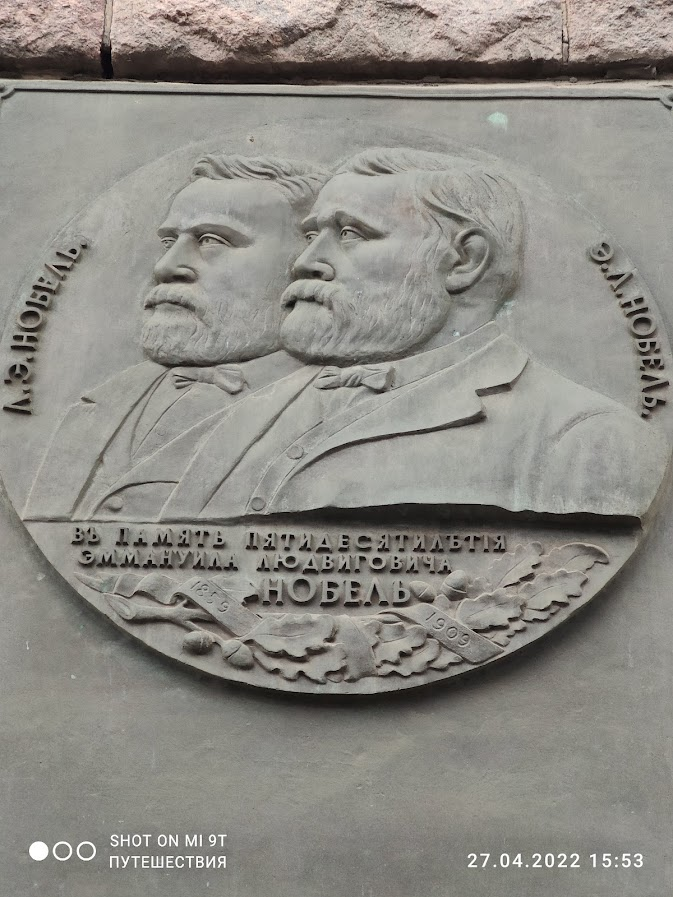 Л.Э.НОБЕЛЬ.
Э.Л.НОБЕЛЬ.
ВЪ ПАМЯТЬ ПЯТИДЕСЯТИЛѢТІЯ
ЭММАНУИЛА ЛЮДВИГОВИЧА
НОБЕЛЬ
1859
1909
SHOT ON MI 9T
ПУТЕШЕСТВИЯ
27.04.2022 15:53